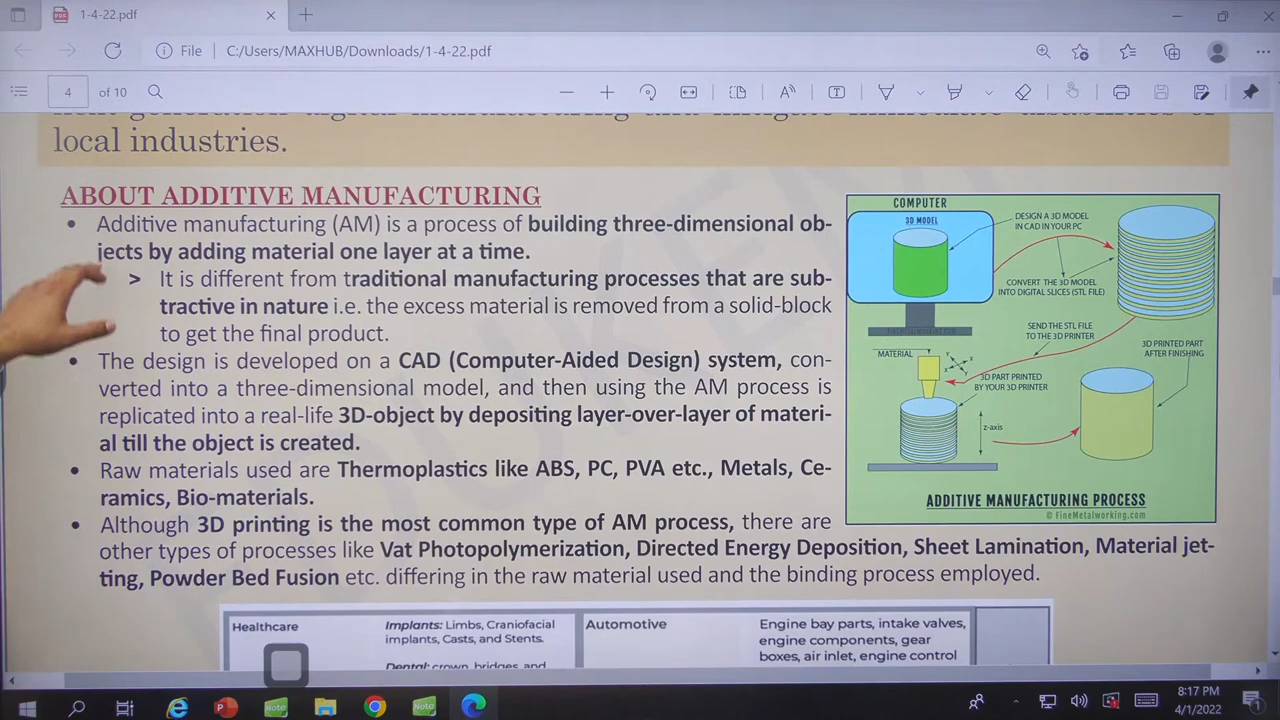 1-4-22.pdf
File C:/Users/MAXHUB/Downloads/1-4-22.pdf
4 of 10
local industries.
ABOUT ADDITIVE MANUFACTURING
• Additive manufacturing (AM) is a process of building three-dimensional ob-
jects by adding material one layer at a time.
> It is different from traditional manufacturing processes that are sub-
tractive in nature i.e. the excess material is removed from a solid-block
to get the final product.
• The design is developed on a CAD (Computer-Aided Design) system, con-
verted into a three-dimensional model, and then using the AM process is
replicated into a real-life 3D-object by depositing layer-over-layer of materi-
al till the object is created.
• Raw materials used are Thermoplastics like ABS, PC, PVA etc., Metals, Ce-
ramics, Bio-materials.
• Although 3D printing is the most common type of AM process, there are
other types of processes like Vat Photopolymerization, Directed Energy Deposition, Sheet Lamination, Material jet-
ting, Powder Bed Fusion etc. differing in the raw material used and the binding process employed.
COMPUTER
3D MODEL
DESIGN A 3D MODEL
IN CAD IN YOUR PC
CONVERT THE 3D MODEL
INTO DIGITAL SLICES (STL FILE)
SEND THE STL FILE
TO THE 3D PRINTER
MATERIAL
3D PART PRINTED
BY YOUR 3D PRINTER
3D PRINTED PART
AFTER FINISHING
z-axis
ADDITIVE MANUFACTURING PROCESS
© FineMetalworking.com
Healthcare
Implants: Limbs, Craniofacial
implants, Casts, and Stents.
Dental: crown, bridges, and
Automotive
Engine bay parts, intake valves,
engine components, gear
boxes, air inlet, engine control
Note
Note
8:17 PM
4/1/2022